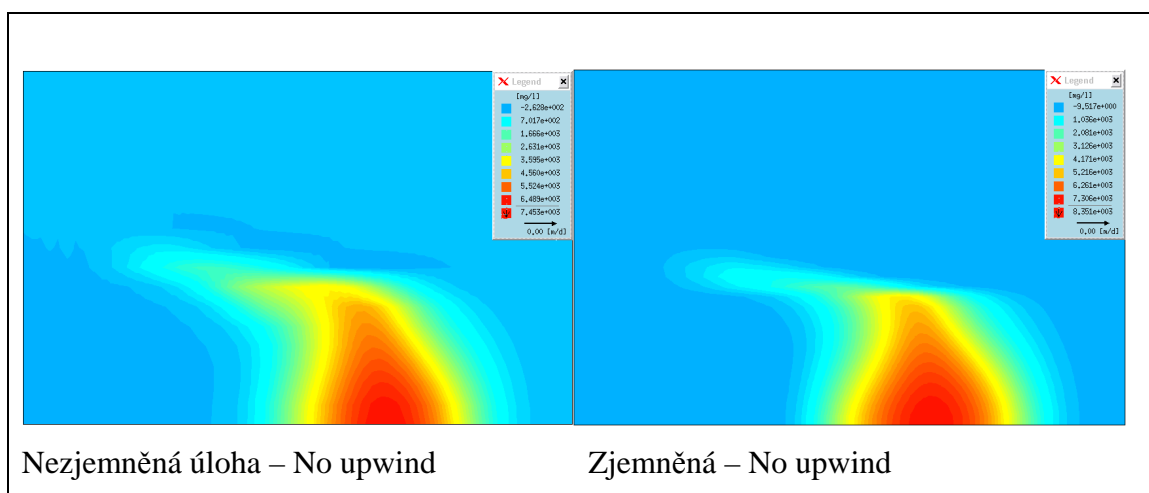 Legend
[mg/l]
-2.628e+002
7.017e+002
1.666e+003
2.631e+003
3.595e+003
4.560e+003
5.524e+003
6.489e+003
7.453e+003
0.00 [m/d]
Legend
[mg/l]
-9.517e+000
1.036e+003
2.081e+003
3.126e+003
4.171e+003
5.216e+003
6.261e+003
7.306e+003
8.351e+003
0.00 [m/d]
Nezjemněná úloha – No upwind
Zjemněná – No upwind